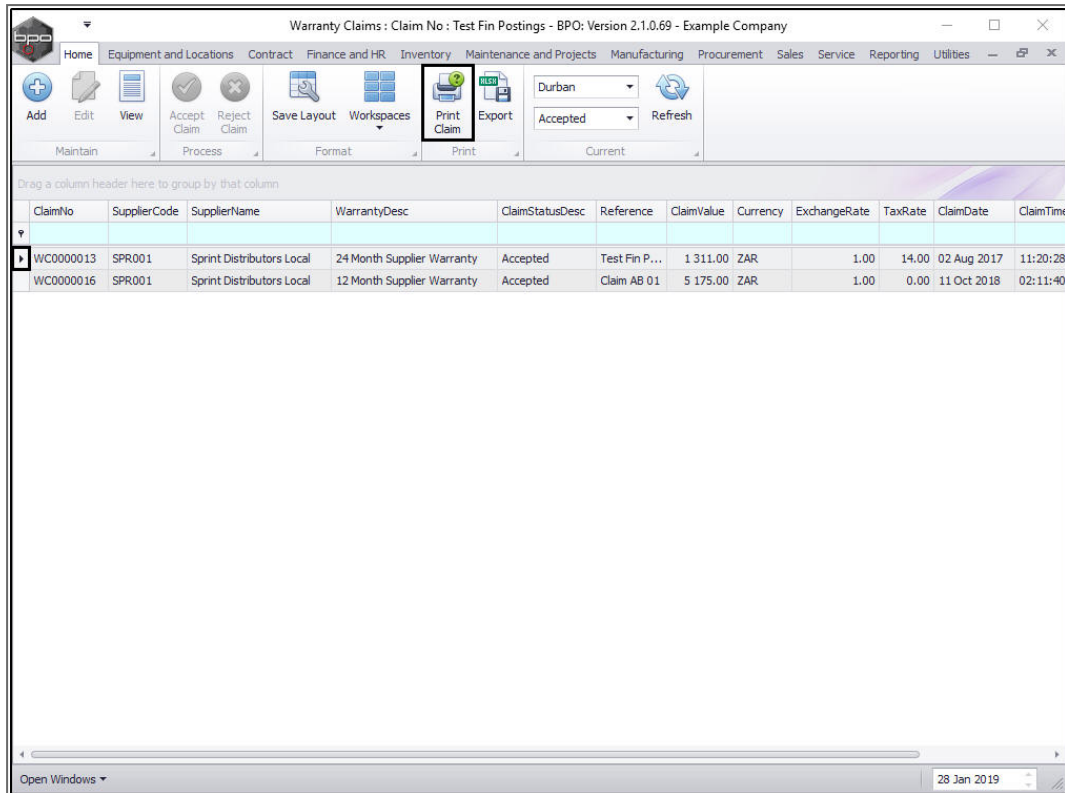 Warranty Claims : Claim No : Test Fin Postings - BPO: Version 2.1.0.69 - Example Company
bpo
Home Equipment and Locations Contract Finance and HR Inventory Maintenance and Projects Manufacturing Procurement Sales Service Reporting Utilities
Add Edit View Accept Claim Reject Claim Save Layout Workspaces Print Claim XLSX Export Durban Accepted Refresh
Maintain Process Format Print Current
Drag a column header here to group by that column
ClaimNo SupplierCode SupplierName WarrantyDesc ClaimStatusDesc Reference ClaimValue Currency ExchangeRate TaxRate ClaimDate ClaimTime
WC0000013 SPR001 Sprint Distributors Local 24 Month Supplier Warranty Accepted Test Fin P... 1 311.00 ZAR 1.00 14.00 02 Aug 2017 11:20:28
WC0000016 SPR001 Sprint Distributors Local 12 Month Supplier Warranty Accepted Claim AB 01 5 175.00 ZAR 1.00 0.00 11 Oct 2018 02:11:40
Open Windows 28 Jan 2019